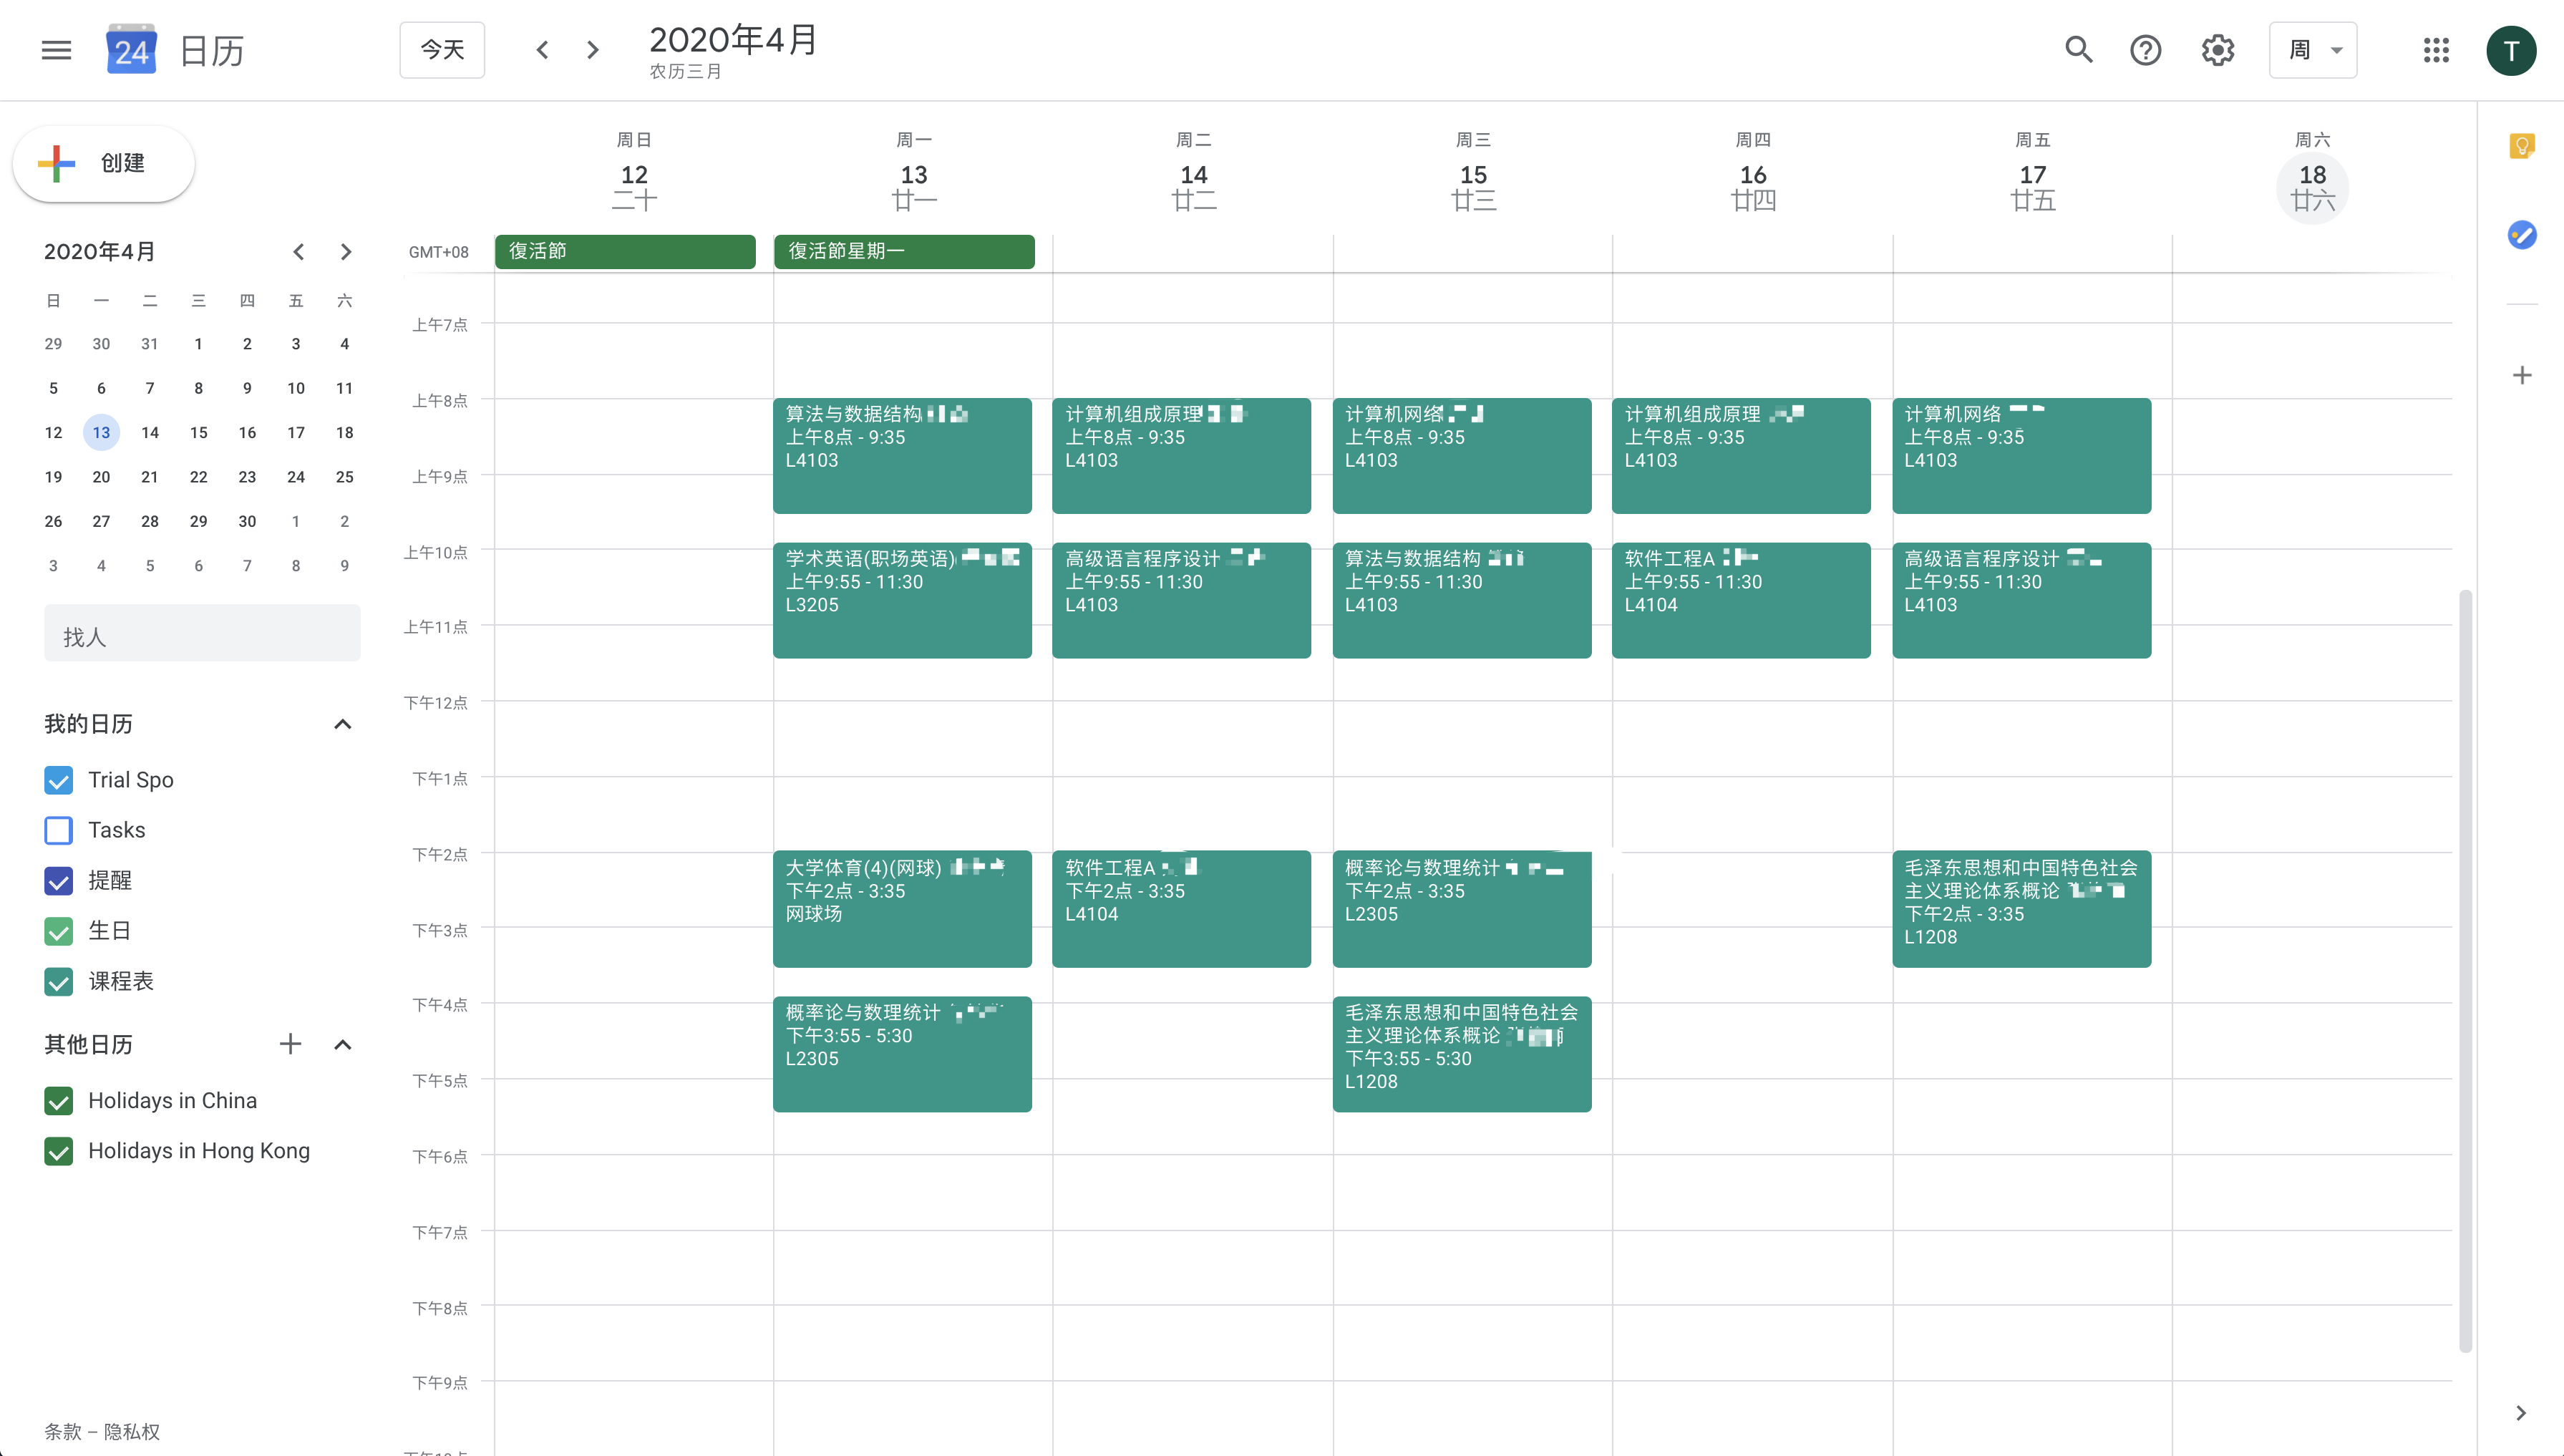 24 日历
今天
2020年4月
农历三月
周
T
创建
2020年4月
日 一 二 三 四 五 六
29 30 31 1 2 3 4
5 6 7 8 9 10 11
12 13 14 15 16 17 18
19 20 21 22 23 24 25
26 27 28 29 30 1 2
3 4 5 6 7 8 9
找人
我的日历
Trial Spo
Tasks
提醒
生日
课程表
其他日历
Holidays in China
Holidays in Hong Kong
条款 – 隐私权
周日 周一 周二 周三 周四 周五 周六
12 13 14 15 16 17 18
二十 廿一 廿二 廿三 廿四 廿五 廿六
GMT+08
復活節
復活節星期一
上午7点
上午8点
上午9点
上午10点
上午11点
下午12点
下午1点
下午2点
下午3点
下午4点
下午5点
下午6点
下午7点
下午8点
下午9点
算法与数据结构
上午8点 - 9:35
L4103
学术英语(职场英语)
上午9:55 - 11:30
L3205
大学体育(4)(网球)
下午2点 - 3:35
网球场
概率论与数理统计
下午3:55 - 5:30
L2305
计算机组成原理
上午8点 - 9:35
L4103
高级语言程序设计
上午9:55 - 11:30
L4103
软件工程A
下午2点 - 3:35
L4104
计算机网络
上午8点 - 9:35
L4103
算法与数据结构
上午9:55 - 11:30
L4103
概率论与数理统计
下午2点 - 3:35
L2305
毛泽东思想和中国特色社会
主义理论体系概论
下午3:55 - 5:30
L1208
计算机组成原理
上午8点 - 9:35
L4103
软件工程A
上午9:55 - 11:30
L4104
计算机网络
上午8点 - 9:35
L4103
高级语言程序设计
上午9:55 - 11:30
L4103
毛泽东思想和中国特色社会
主义理论体系概论
下午2点 - 3:35
L1208